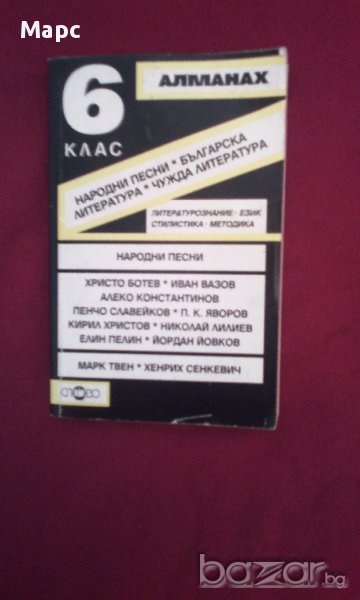 Марс
6
КЛАС
АЛМАНАХ
НАРОДНИ ПЕСНИ * БЪЛГАРСКА
ЛИТЕРАТУРА * ЧУЖДА ЛИТЕРАТУРА
ЛИТЕРАТУРОЗНАНИЕ · ЕЗИК
СТИЛИСТИКА · МЕТОДИКА
НАРОДНИ ПЕСНИ
ХРИСТО БОТЕВ * ИВАН ВАЗОВ
АЛЕКО КОНСТАНТИНОВ
ПЕНЧО СЛАВЕЙКОВ * П. К. ЯВОРОВ
КИРИЛ ХРИСТОВ * НИКОЛАЙ ЛИЛИЕВ
ЕЛИН ПЕЛИН * ЙОРДАН ЙОВКОВ
МАРК ТВЕН * ХЕНРИХ СЕНКЕВИЧ
СЛОВО
bazar.bg